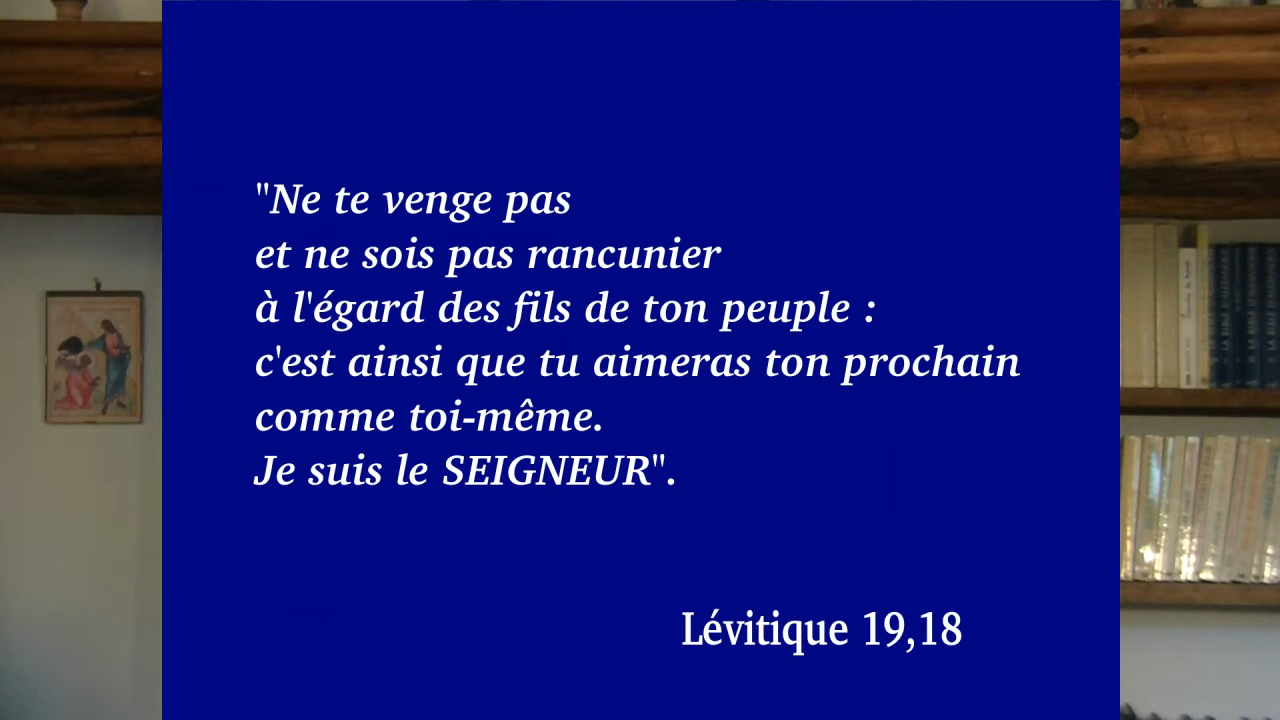 "Ne te venge pas
et ne sois pas rancunier
à l'égard des fils de ton peuple :
c'est ainsi que tu aimeras ton prochain
comme toi-même.
Je suis le SEIGNEUR".
Lévitique 19,18